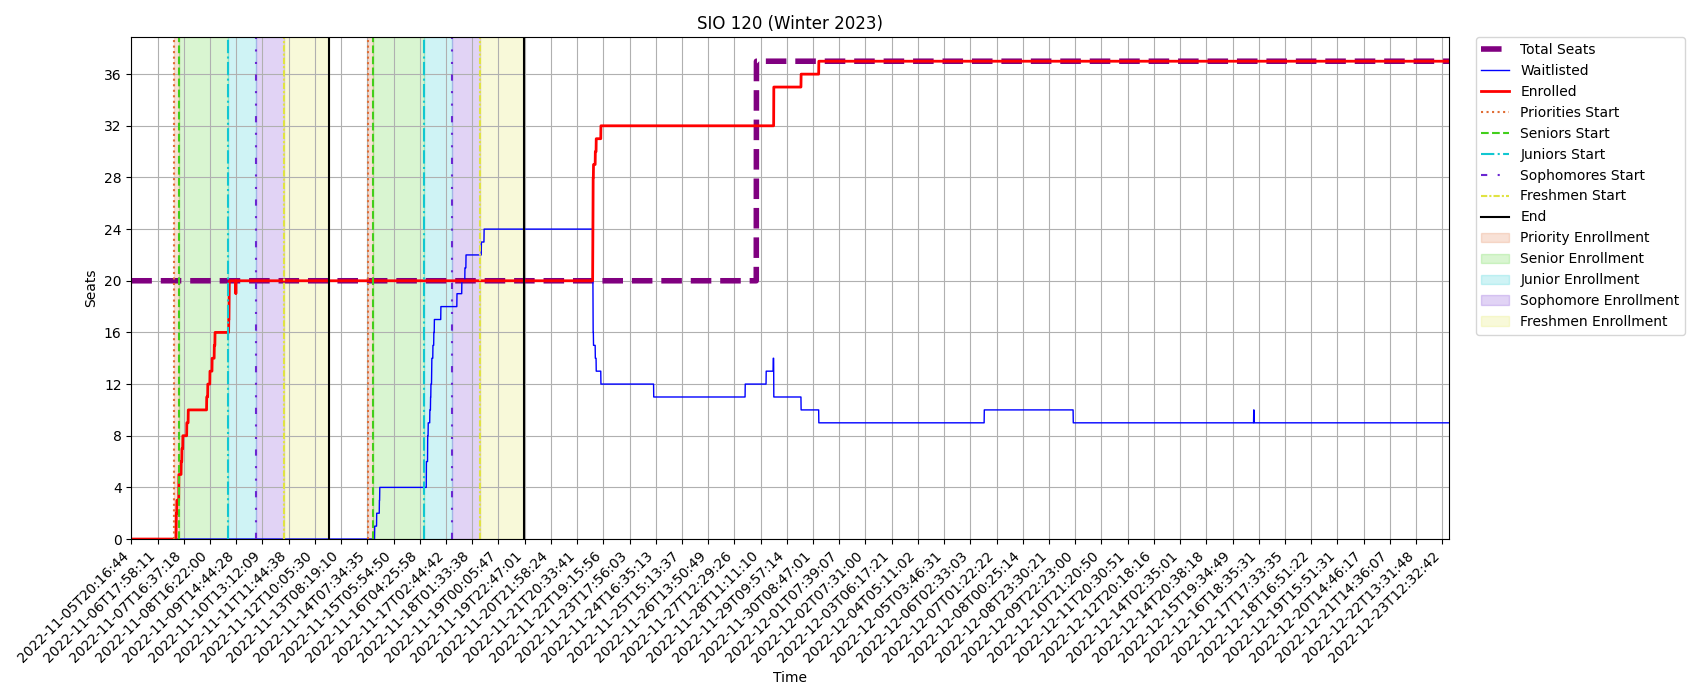 SIO 120 (Winter 2023)
Seats
36
32
28
24
20
16
12
8
4
0
2022-11-05T20:16:44
2022-11-06T17:58:11
2022-11-07T16:37:18
2022-11-08T16:22:00
2022-11-09T14:44:28
2022-11-10T13:12:09
2022-11-11T11:44:38
2022-11-12T10:05:30
2022-11-13T08:19:10
2022-11-14T07:34:35
2022-11-15T05:54:50
2022-11-16T04:25:58
2022-11-17T02:44:42
2022-11-18T01:33:38
2022-11-19T00:05:47
2022-11-19T22:47:01
2022-11-20T21:58:24
2022-11-21T20:33:41
2022-11-22T19:15:56
2022-11-23T17:56:03
2022-11-24T16:35:13
2022-11-25T15:13:37
2022-11-26T13:50:49
2022-11-27T12:29:26
2022-11-28T11:11:10
2022-11-29T09:57:14
2022-11-30T08:47:01
2022-12-01T07:39:07
2022-12-02T07:31:00
2022-12-03T06:17:21
2022-12-04T05:11:02
2022-12-05T03:46:31
2022-12-06T02:33:03
2022-12-07T01:22:22
2022-12-08T00:25:14
2022-12-08T23:30:21
2022-12-09T22:23:00
2022-12-10T21:20:50
2022-12-11T20:30:51
2022-12-12T20:18:16
2022-12-14T02:35:01
2022-12-14T20:38:18
2022-12-15T19:34:49
2022-12-16T18:35:31
2022-12-17T17:33:35
2022-12-18T16:51:22
2022-12-19T15:51:31
2022-12-20T14:46:17
2022-12-21T14:36:07
2022-12-22T13:31:48
2022-12-23T12:32:42
Time
Total Seats
Waitlisted
Enrolled
Priorities Start
Seniors Start
Juniors Start
Sophomores Start
Freshmen Start
End
Priority Enrollment
Senior Enrollment
Junior Enrollment
Sophomore Enrollment
Freshmen Enrollment